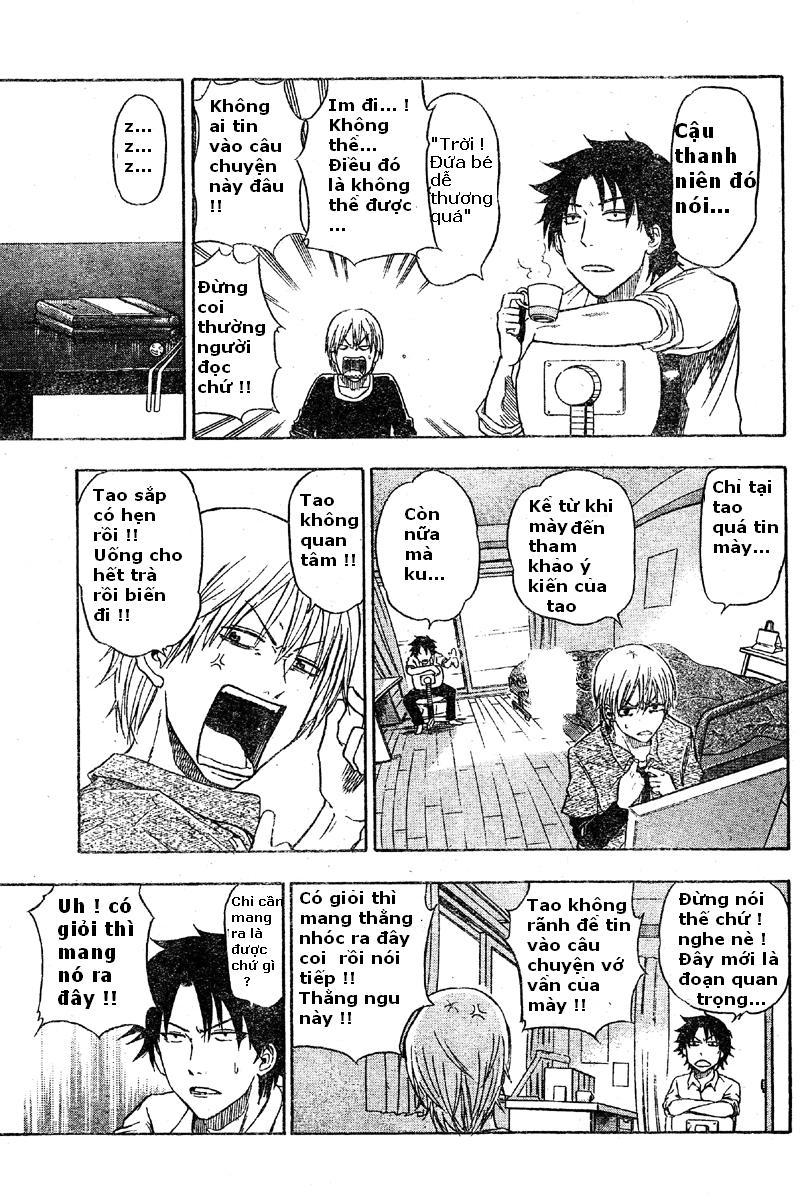 Cậu
thanh
niên đó
nói...
"Trời !
Đứa bé
dễ
thương
quá"
Im đi... !
Không
thể...
Điều đó
là không
thể được
...
Không
ai tin
vào câu
chuyện
này đâu
!!
Đừng
coi
thường
người
đọc
chứ !!
z...
z...
z...
Chỉ tại
tao
quá tin
mày...
Kể từ khi
mày đến
tham
khảo ý
kiến của
tao
Còn
nữa
mà
ku...
Tao
không
quan
tâm !!
Tao sắp
có hẹn
rồi !!
Uống cho
hết trà
rồi biến
đi !!
Đừng nói
thế chứ !
nghe nè !
Đây mới là
đoạn quan
trọng...
Tao không
rãnh để tin
vào câu
chuyện vớ
vẩn của
mày !!
Có giỏi thì
mang thằng
nhóc ra đây
coi rồi nói
tiếp !!
Thằng ngu
này !!
Chỉ cần
mang
ra là
được
chứ gì
?
Uh ! có
giỏi thì
mang
nó ra
đây !!